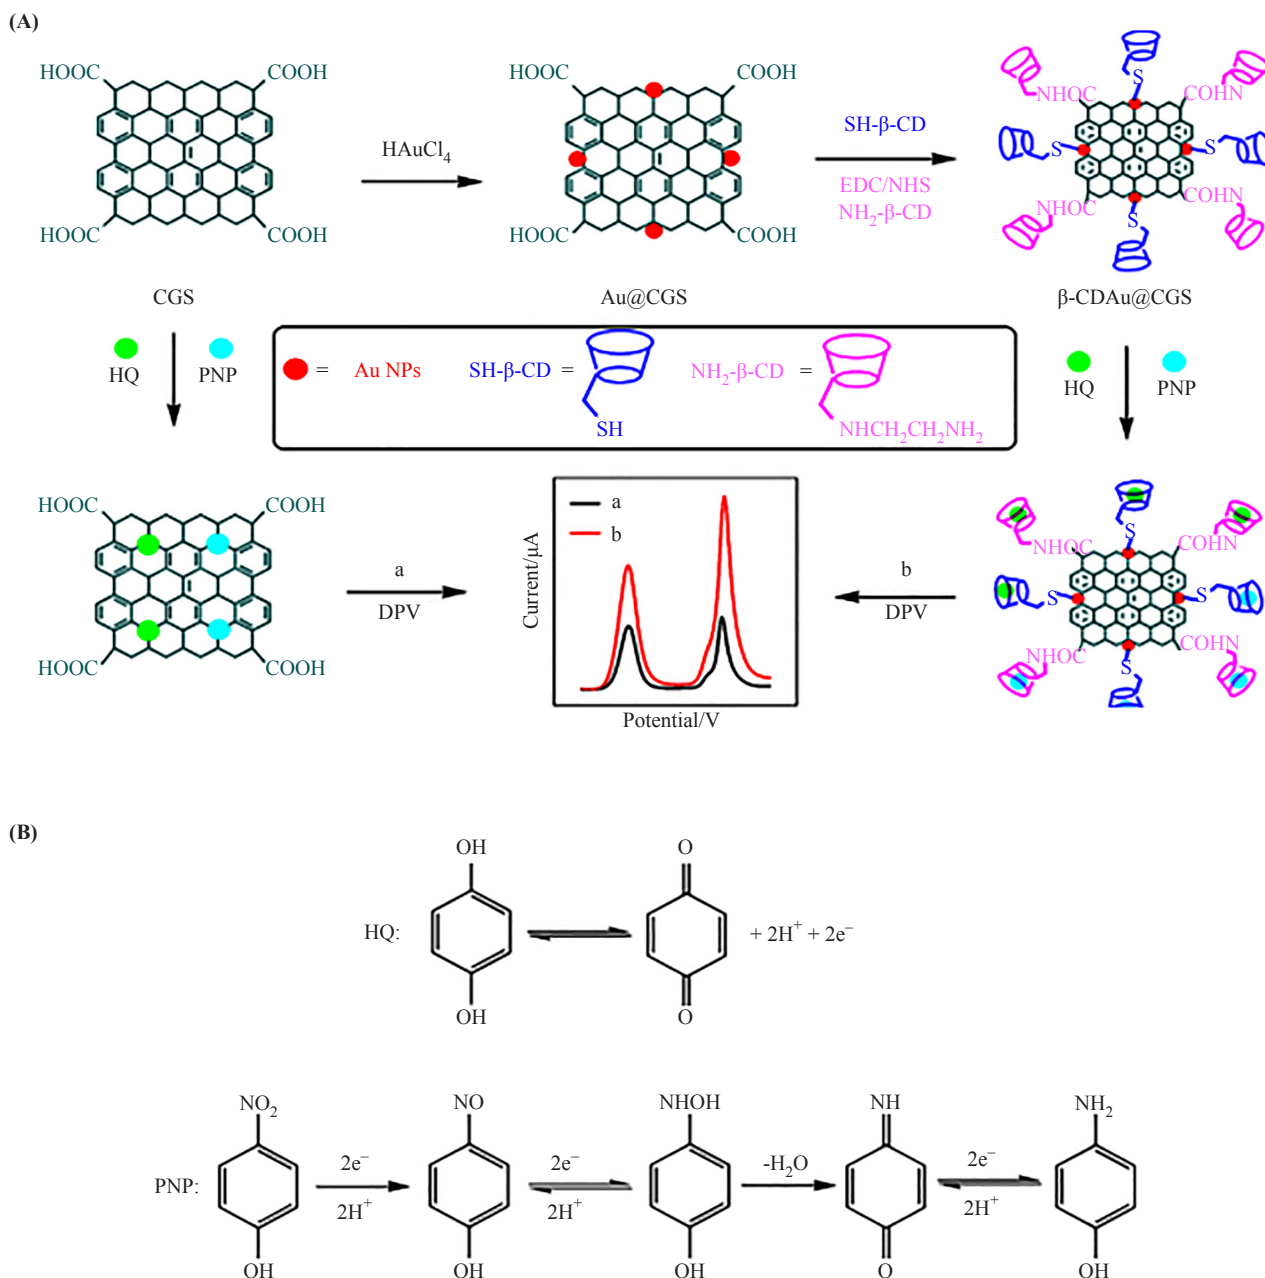 (A)
HOOC COOH HOOC COOH
HOOC COOH HOOC COOH
HAuCl₄
SH-β-CD
EDC/NHS
NH₂-β-CD
S
NHOC COHN
S S
NHOC COHN
S
CGS Au@CGS β-CDAu@CGS
HQ PNP
= Au NPs SH-β-CD = NH₂-β-CD =
SH NHCH₂CH₂NH₂
HQ PNP
HOOC COOH
HOOC COOH
a
DPV
a
b
Current/μA
Potential/V
b
DPV
S
NHOC COHN
S S
NHOC COHN
S
(B)
OH O
HQ: + 2H⁺ + 2e⁻
OH O
NO₂ NO NHOH NH NH₂
PNP: 2e⁻ 2e⁻ -H₂O 2e⁻
2H⁺ 2H⁺ 2H⁺
OH OH OH O OH